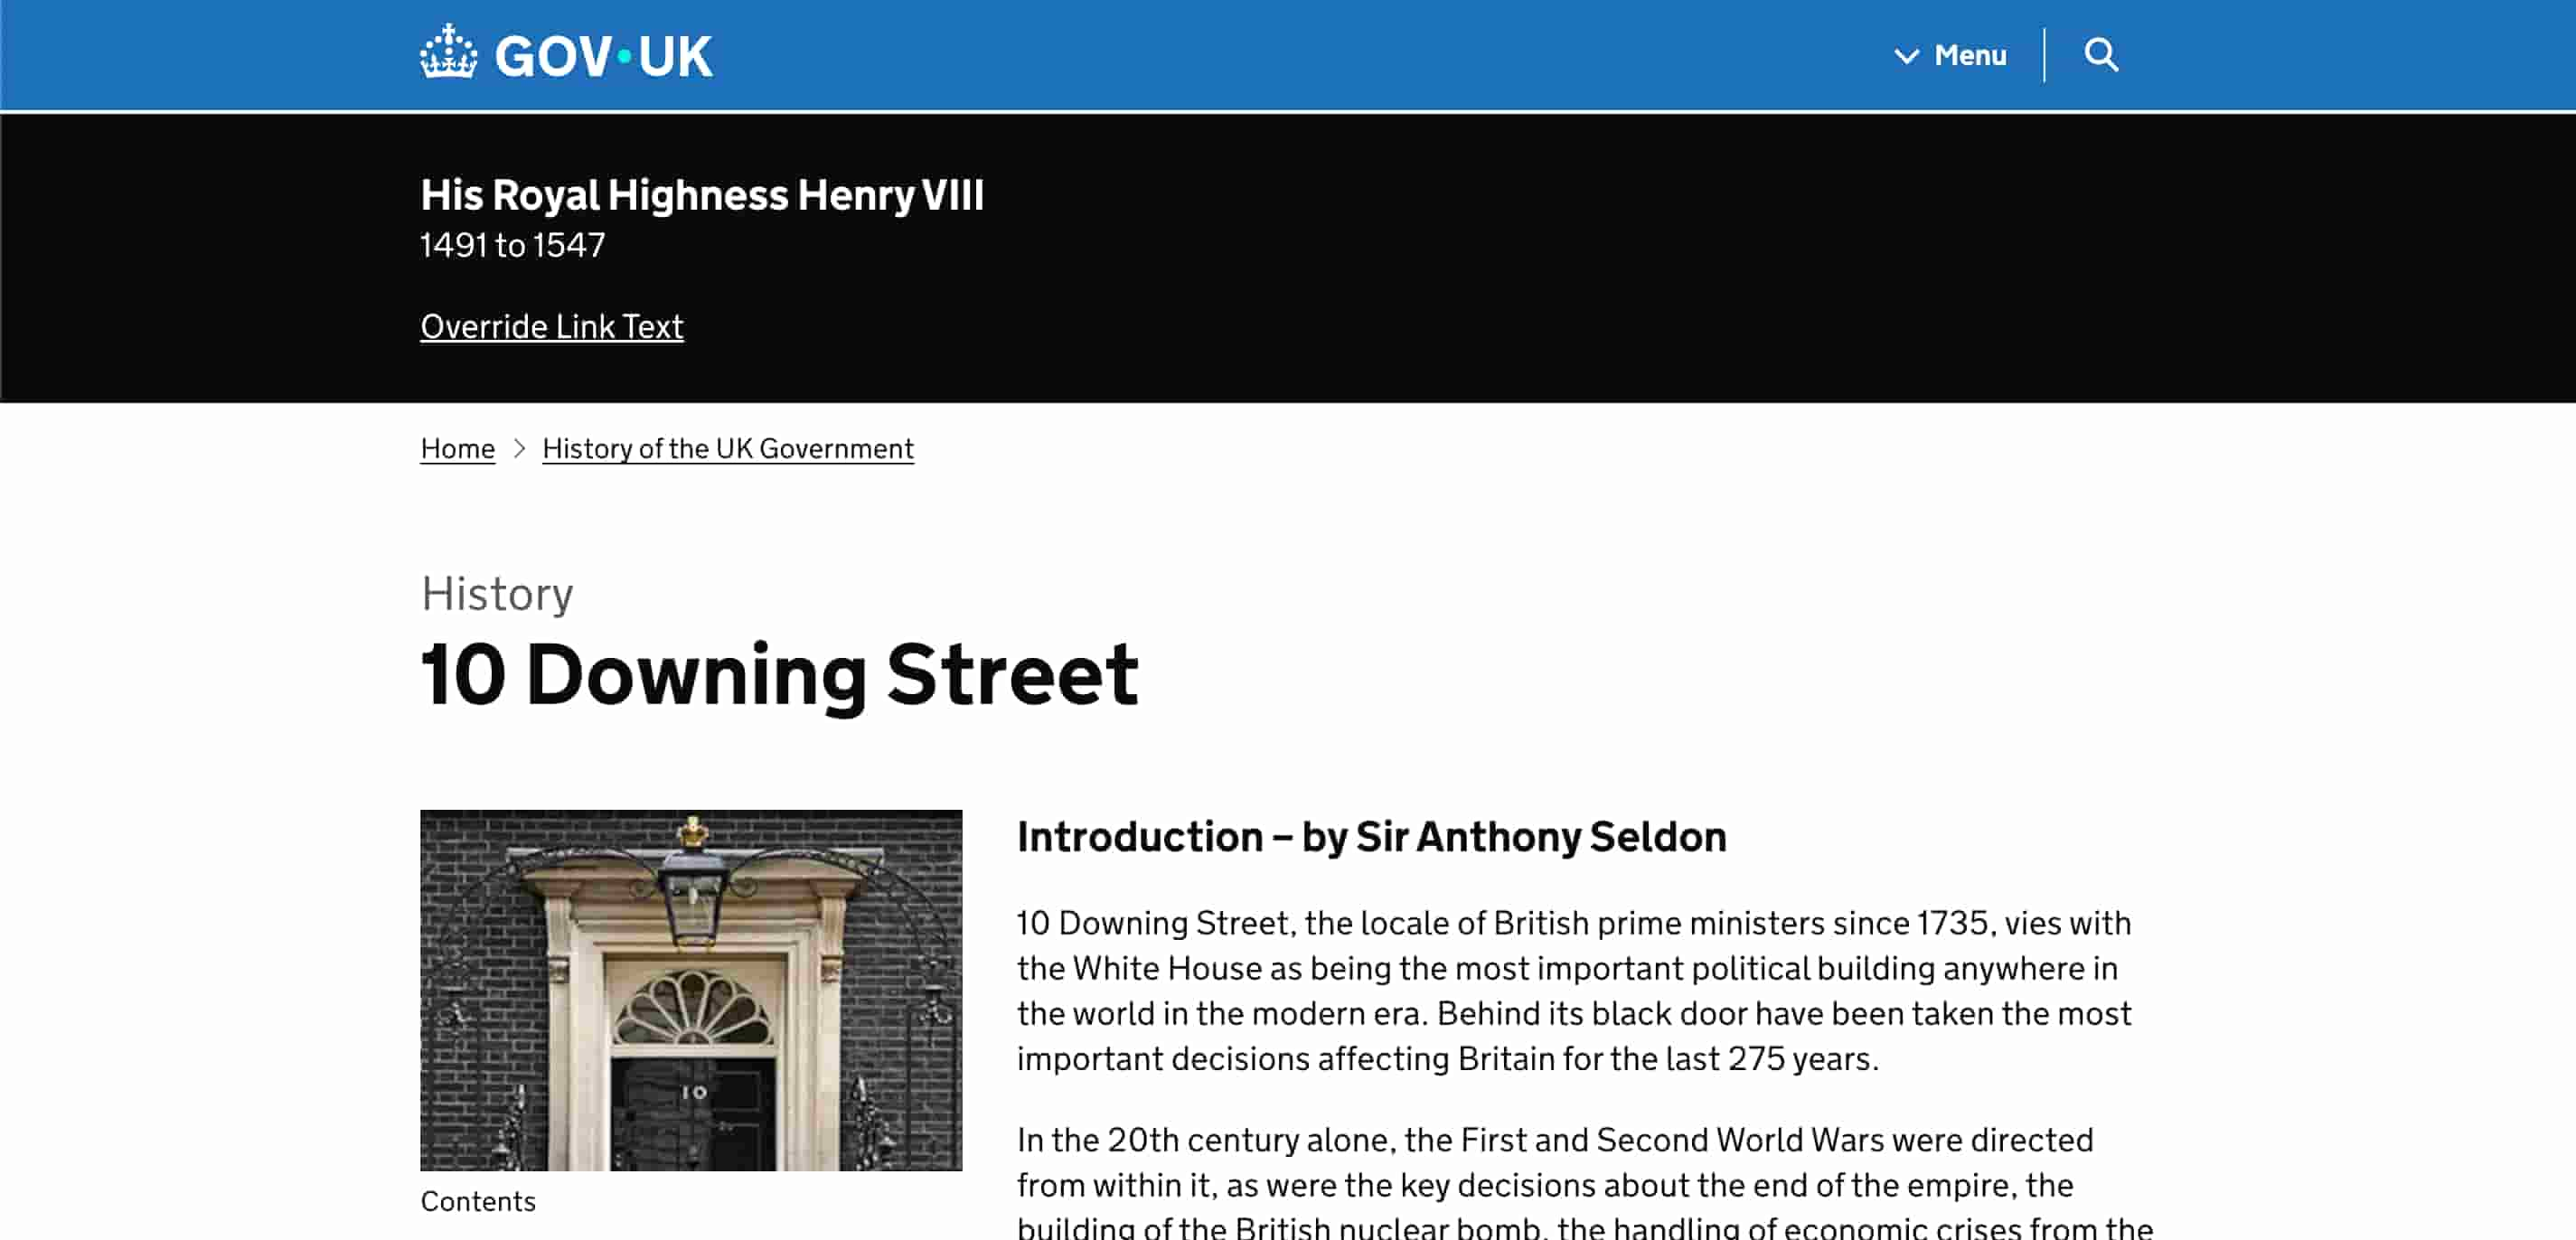 GOV.UK
Menu
His Royal Highness Henry VIII
1491 to 1547
Override Link Text
Home > History of the UK Government
History
10 Downing Street
Introduction – by Sir Anthony Seldon
10 Downing Street, the locale of British prime ministers since 1735, vies with
the White House as being the most important political building anywhere in
the world in the modern era. Behind its black door have been taken the most
important decisions affecting Britain for the last 275 years.
In the 20th century alone, the First and Second World Wars were directed
from within it, as were the key decisions about the end of the empire, the
building of the British nuclear bomb, the handling of economic crises from the
10
Contents